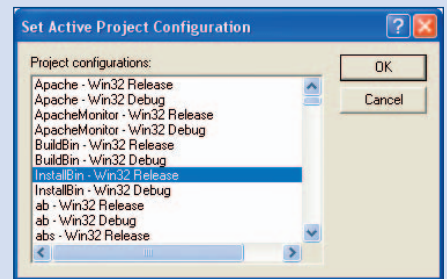 Set Active Project Configuration
Project configurations:
Apache - Win32 Release
Apache - Win32 Debug
ApacheMonitor - Win32 Release
ApacheMonitor - Win32 Debug
BuildBin - Win32 Release
BuildBin - Win32 Debug
InstallBin - Win32 Release
InstallBin - Win32 Debug
ab - Win32 Release
ab - Win32 Debug
abs - Win32 Release
OK
Cancel